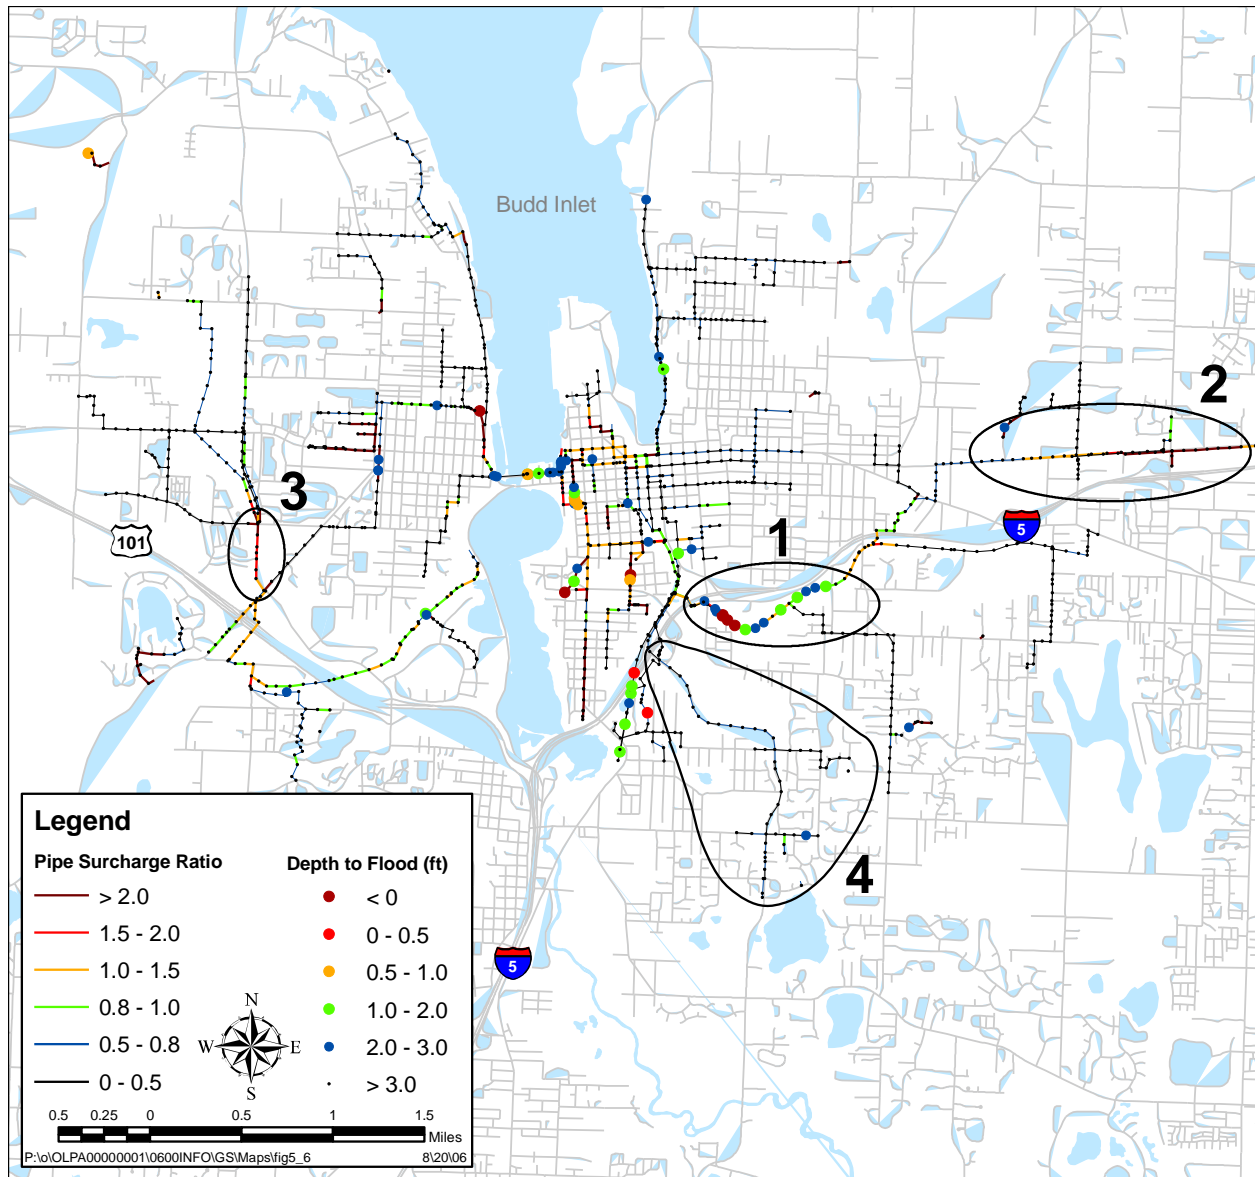 Budd Inlet
2
3
101
5
1
4
Legend
Pipe Surcharge Ratio
> 2.0
1.5 - 2.0
1.0 - 1.5
0.8 - 1.0
0.5 - 0.8
0 - 0.5
Depth to Flood (ft)
< 0
0 - 0.5
0.5 - 1.0
1.0 - 2.0
2.0 - 3.0
> 3.0
N
W E
S
0.5 0.25 0 0.5 1 1.5
Miles
P:\o\OLPA00000001\0600INFO\GS\Maps\fig5_6 8\20\06
5